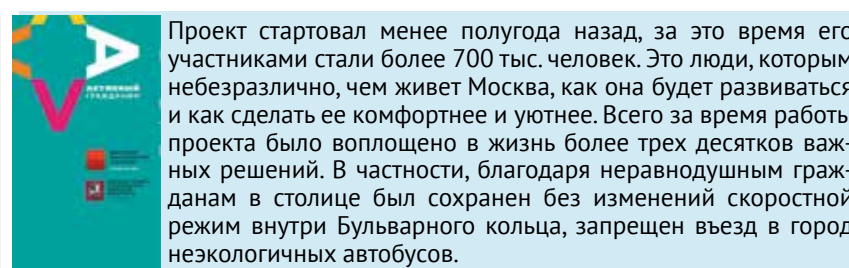 АКТИВНЫЙ
ГРАЖДАНИН
Проект стартовал менее полугода назад, за это время его
участниками стали более 700 тыс. человек. Это люди, которым
небезразлично, чем живет Москва, как она будет развиваться
и как сделать ее комфортнее и уютнее. Всего за время работы
проекта было воплощено в жизнь более трех десятков важ-
ных решений. В частности, благодаря неравнодушным граж-
данам в столице был сохранен без изменений скоростной
режим внутри Бульварного кольца, запрещен въезд в город
неэкологичных автобусов.